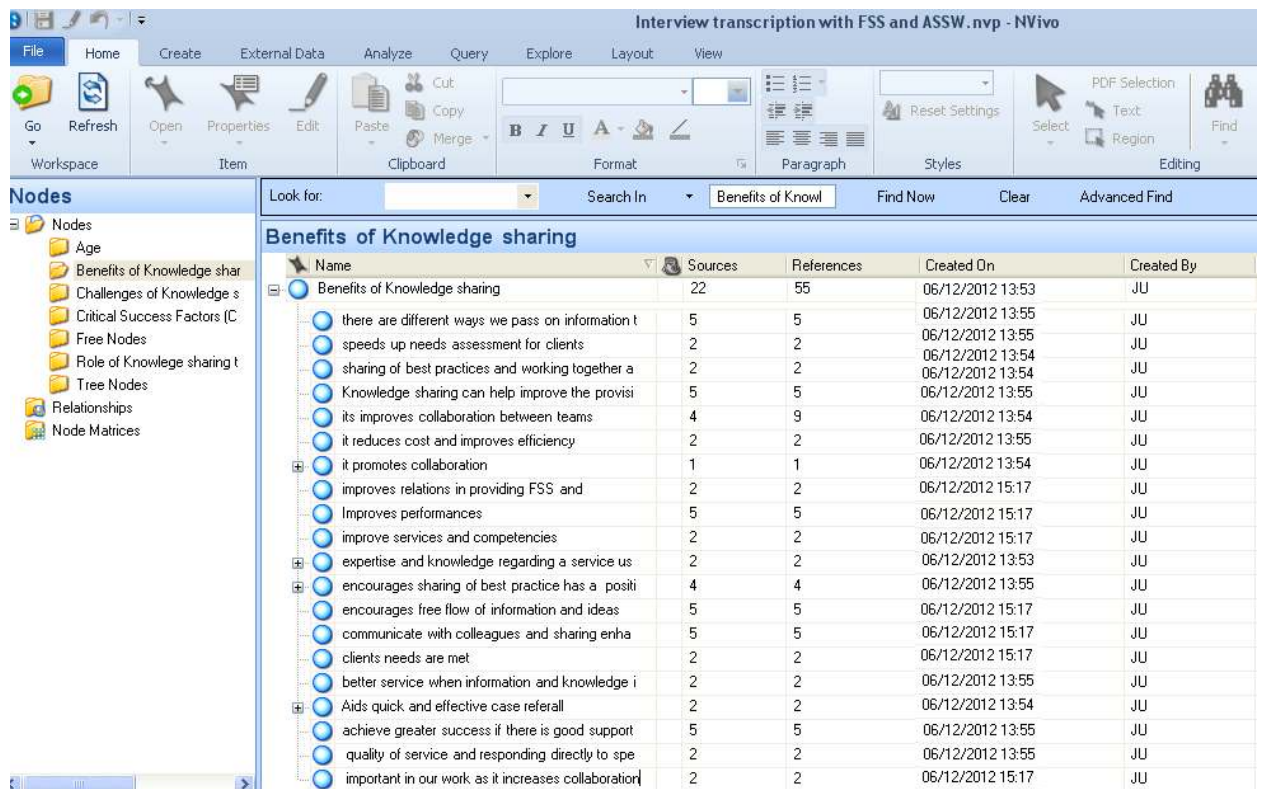 Interview transcription with FSS and ASSW.nvp - NVivo
File Home Create External Data Analyze Query Explore Layout View
Go Refresh Open Properties Edit Paste Cut Copy Merge B I U A Reset Settings Select PDF Selection Text Region Find
Workspace Item Clipboard Format Paragraph Styles Editing
Nodes
Nodes
Age
Benefits of Knowledge shar
Challenges of Knowledge s
Critical Success Factors (C
Free Nodes
Role of Knowlege sharing t
Tree Nodes
Relationships
Node Matrices
Look for: Search In Benefits of Knowl Find Now Clear Advanced Find
Benefits of Knowledge sharing
Name Sources References Created On Created By
Benefits of Knowledge sharing 22 55 06/12/2012 13:53 JU
there are different ways we pass on information t 5 5 06/12/2012 13:55 JU
speeds up needs assessment for clients 2 2 06/12/2012 13:55 JU
06/12/2012 13:54
sharing of best practices and working together a 2 2 06/12/2012 13:54 JU
Knowledge sharing can help improve the provisi 5 5 06/12/2012 13:55 JU
its improves collaboration between teams 4 9 06/12/2012 13:54 JU
it reduces cost and improves efficiency 2 2 06/12/2012 13:55 JU
it promotes collaboration 1 1 06/12/2012 13:54 JU
improves relations in providing FSS and 2 2 06/12/2012 15:17 JU
Improves performances 5 5 06/12/2012 15:17 JU
improve services and competencies 2 2 06/12/2012 15:17 JU
expertise and knowledge regarding a service us 2 2 06/12/2012 13:53 JU
encourages sharing of best practice has a positi 4 4 06/12/2012 13:55 JU
encourages free flow of information and ideas 5 5 06/12/2012 15:17 JU
communicate with colleagues and sharing enha 5 5 06/12/2012 15:17 JU
clients needs are met 2 2 06/12/2012 15:17 JU
better service when information and knowledge i 2 2 06/12/2012 13:55 JU
Aids quick and effective case referall 2 2 06/12/2012 13:54 JU
achieve greater success if there is good support 5 5 06/12/2012 13:55 JU
quality of service and responding directly to spe 2 2 06/12/2012 13:55 JU
important in our work as it increases collaboration 2 2 06/12/2012 15:17 JU